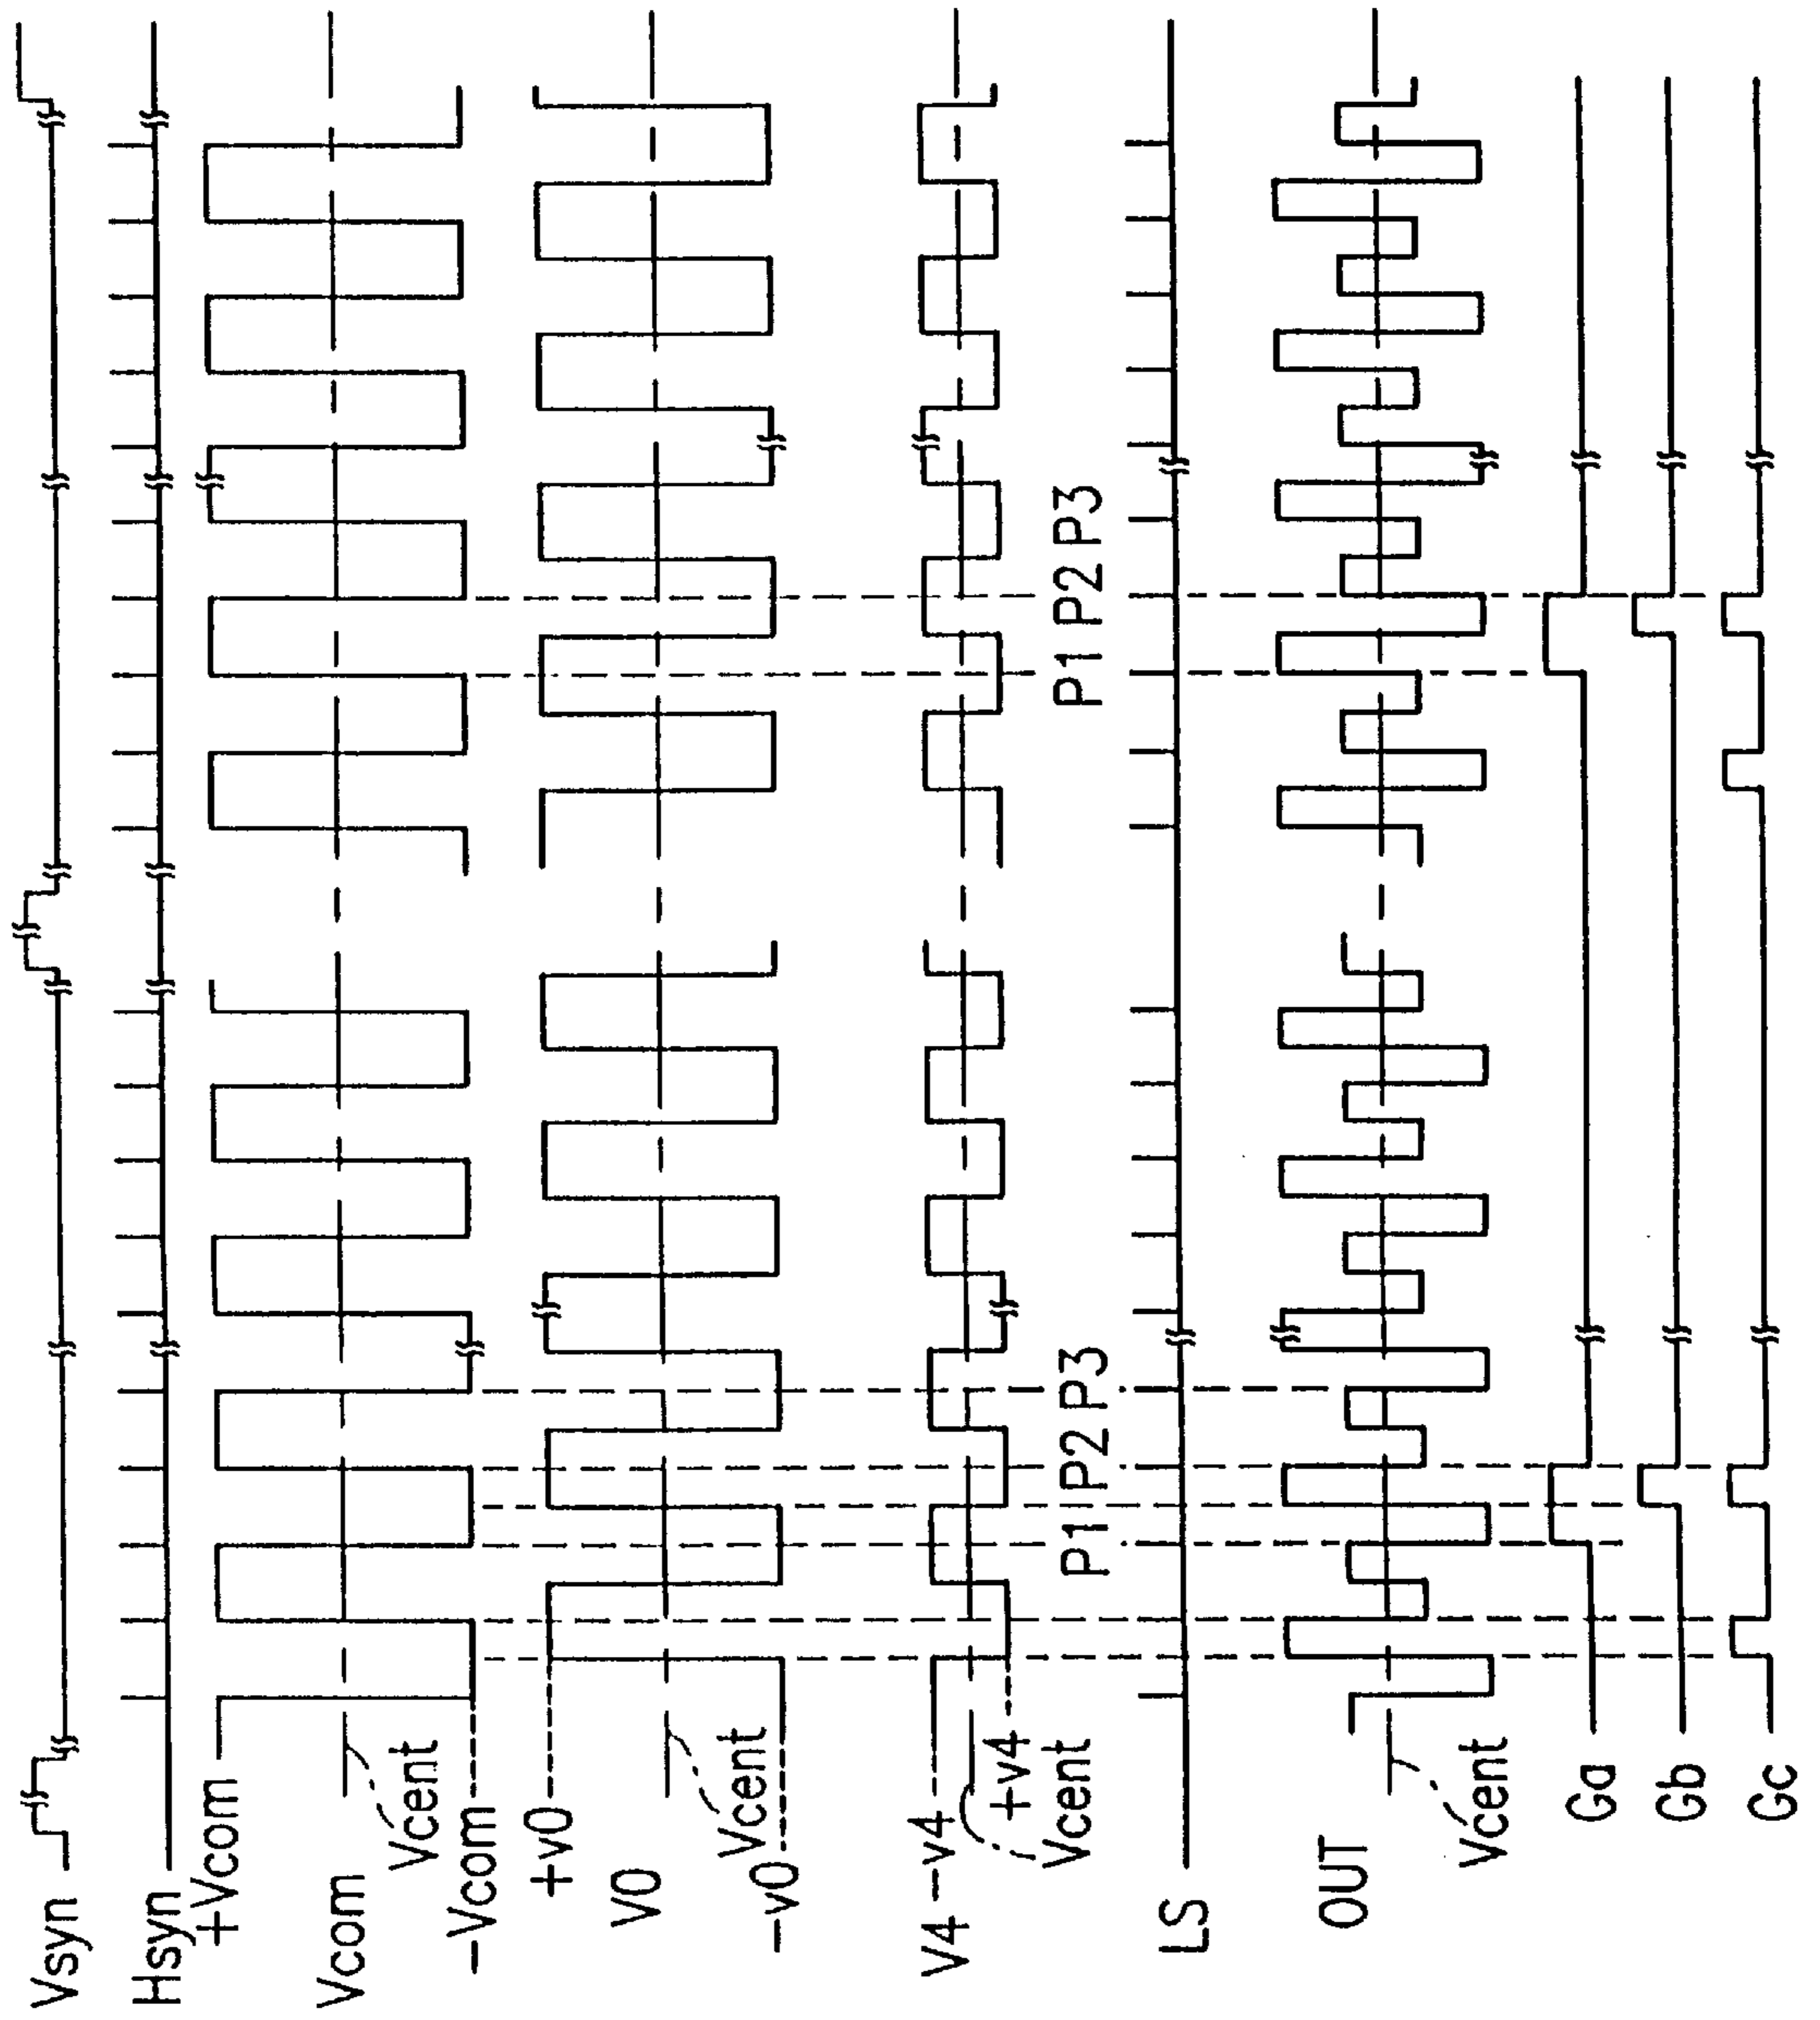 Vsyn
Hsyn
+Vcom
Vcom
Vcent
-Vcom
+v0
V0
Vcent
-v0
V4
-v4
+v4
Vcent
P1 P2 P3
P1 P2 P3
LS
OUT
Vcent
Ga
Gb
Gc